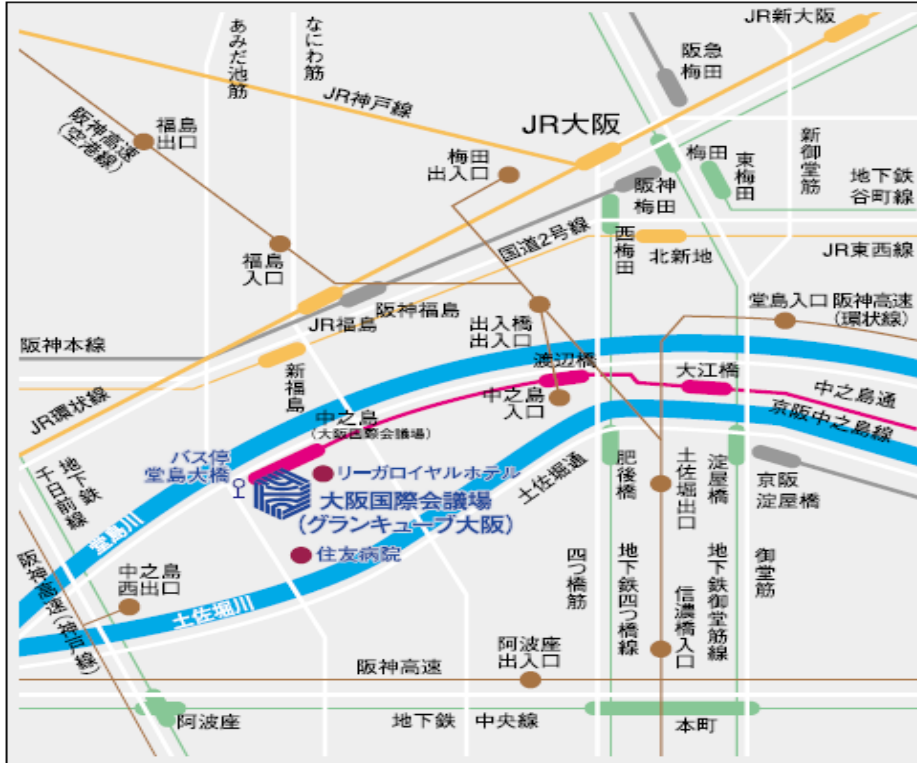 JR新大阪
なにわ筋
あみだ池筋
阪急
梅田
JR神戸線
JR大阪
福島
出口
阪神高速
(空港線)
梅田
出入口
梅田
東梅田
新御堂筋
地下鉄
谷町線
阪神
梅田
西梅田
国道2号線
北新地
JR東西線
福島
入口
阪神福島
JR福島
出入橋
出入口
堂島入口
阪神高速
(環状線)
阪神本線
新福島
渡辺橋
大江橋
中之島
入口
中之島通
京阪中之島線
JR環状線
中之島
(大阪国際会議場)
バス停
堂島大橋
リーガロイヤルホテル
大阪国際会議場
(グランキューブ大阪)
住友病院
土佐堀通
地下鉄
千日前線
堂島川
土佐堀川
肥後橋
土佐堀出口
淀屋橋
京阪
淀屋橋
阪神高速(神戸線)
中之島
西出口
四つ橋筋
地下鉄四つ橋線
信濃橋入口
地下鉄御堂筋線
御堂筋
阿波座
出入口
阪神高速
阿波座
地下鉄 中央線
本町